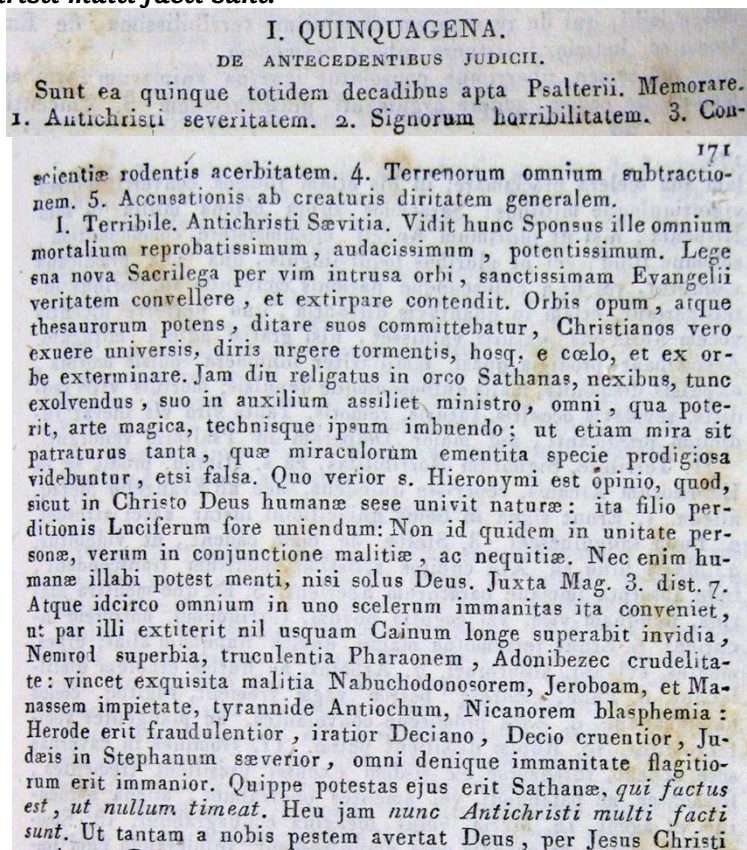 multi facti sunt.
I. QUINQUAGENA.
DE ANTECEDENTIBUS JUDICII.
Sunt ea quinque totidem decadibus apta Psalterii. Memorare.
1. Antichristi severitatem. 2. Signorum horribilitatem. 3. Con-
171
scientiæ rodentis acerbitatem. 4. Terrenorum omnium subtractio-
nem. 5. Accusationis ab creaturis diritatem generalem.
I. Terribile. Antichristi Sævitia. Vidit hunc Sponsus ille omnium
mortalium reprobatissimum, audacissimum, potentissimum. Lege
sua nova Sacrilega per vim intrusa orbi, sanctissimam Evangelii
veritatem convellere, et extirpare contendit. Orbis opum, atque
thesaurorum potens, ditare suos committebatur, Christianos vero
exuere universis, diris urgere tormentis, hosq. e cœlo, et ex or-
be exterminare. Jam diu religatus in orco Sathanas, nexibus, tunc
exolvendus, suo in auxilium assiliet ministro, omni, qua pote-
rit, arte magica, technisque ipsum imbuendo; ut etiam mira sit
patraturus tanta, quæ miraculorum ementita specie prodigiosa
videbuntur, etsi falsa. Quo verior s. Hieronymi est opinio, quod,
sicut in Christo Deus humanæ sese univit naturæ: ita filio per-
ditionis Luciferum fore uniendum: Non id quidem in unitate per-
sonæ, verum in conjunctione malitiæ, ac nequitiæ. Nec enim hu-
manæ illabi potest menti, nisi solus Deus. Juxta Mag. 3. dist. 7.
Atque idcirco omnium in uno scelerum immanitas ita conveniet,
ut par illi extiterit nil usquam Cainum longe superabit invidia,
Nemrod superbia, truculentia Pharaonem, Adonibezec crudelita-
te: vincet exquisita malitia Nabuchodonosorem, Jeroboam, et Ma-
nassem impietate, tyrannide Antiochum, Nicanorem blasphemia:
Herode erit fraudulentior, iratior Deciano, Decio cruentior, Ju-
dæis in Stephanum sæverior, omni denique immanitate flagitio-
rum erit immanior. Quippe potestas ejus erit Sathanæ, qui factus
est, ut nullum timeat. Heu jam nunc Antichristi multi facti
sunt. Ut tantam a nobis pestem avertat Deus, per Jesus Christi